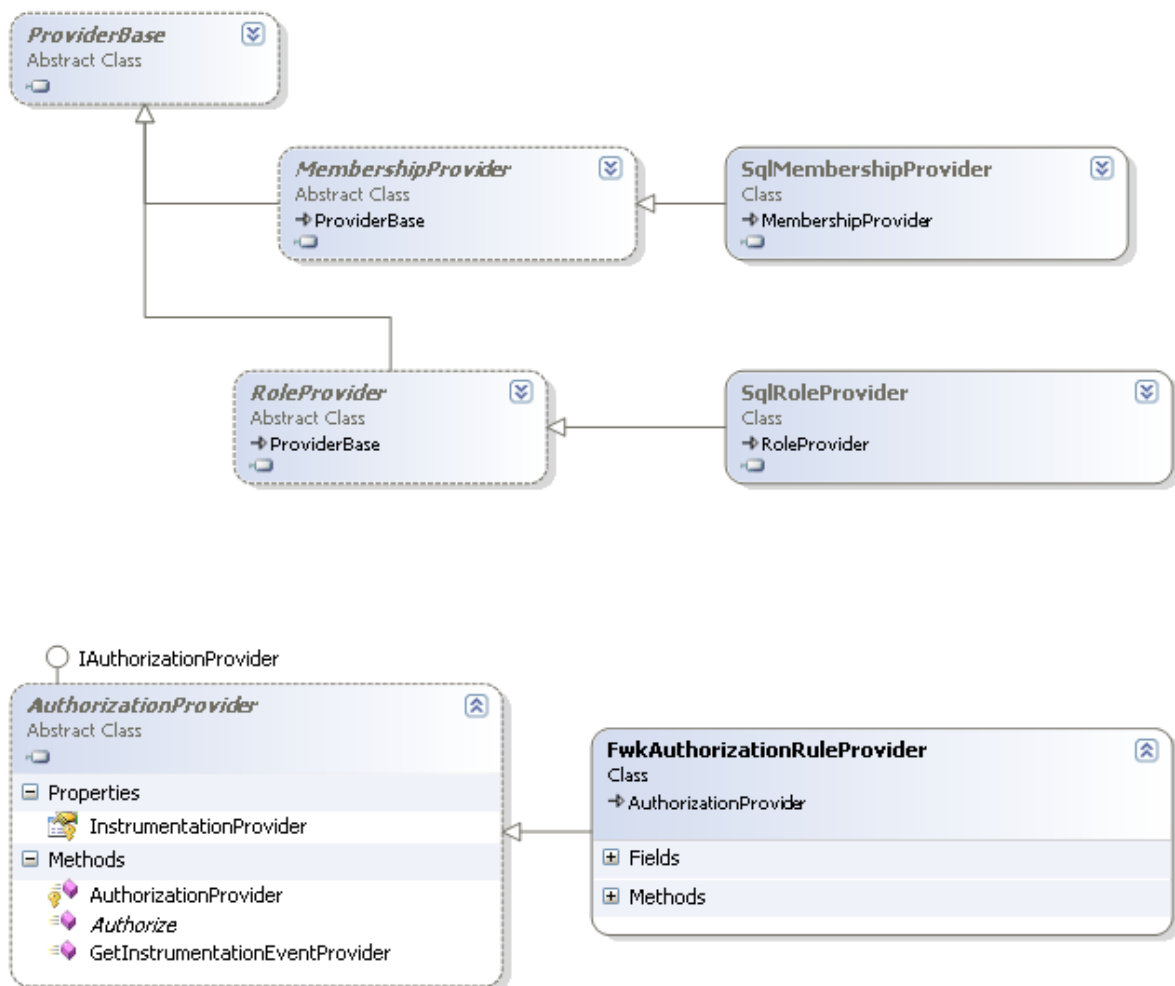 ProviderBase
Abstract Class
MembershipProvider
Abstract Class
ProviderBase
SqlMembershipProvider
Class
MembershipProvider
RoleProvider
Abstract Class
ProviderBase
SqlRoleProvider
Class
RoleProvider
IAuthorizationProvider
AuthorizationProvider
Abstract Class
Properties
InstrumentationProvider
Methods
AuthorizationProvider
Authorize
GetInstrumentationEventProvider
FwkAuthorizationRuleProvider
Class
AuthorizationProvider
Fields
Methods